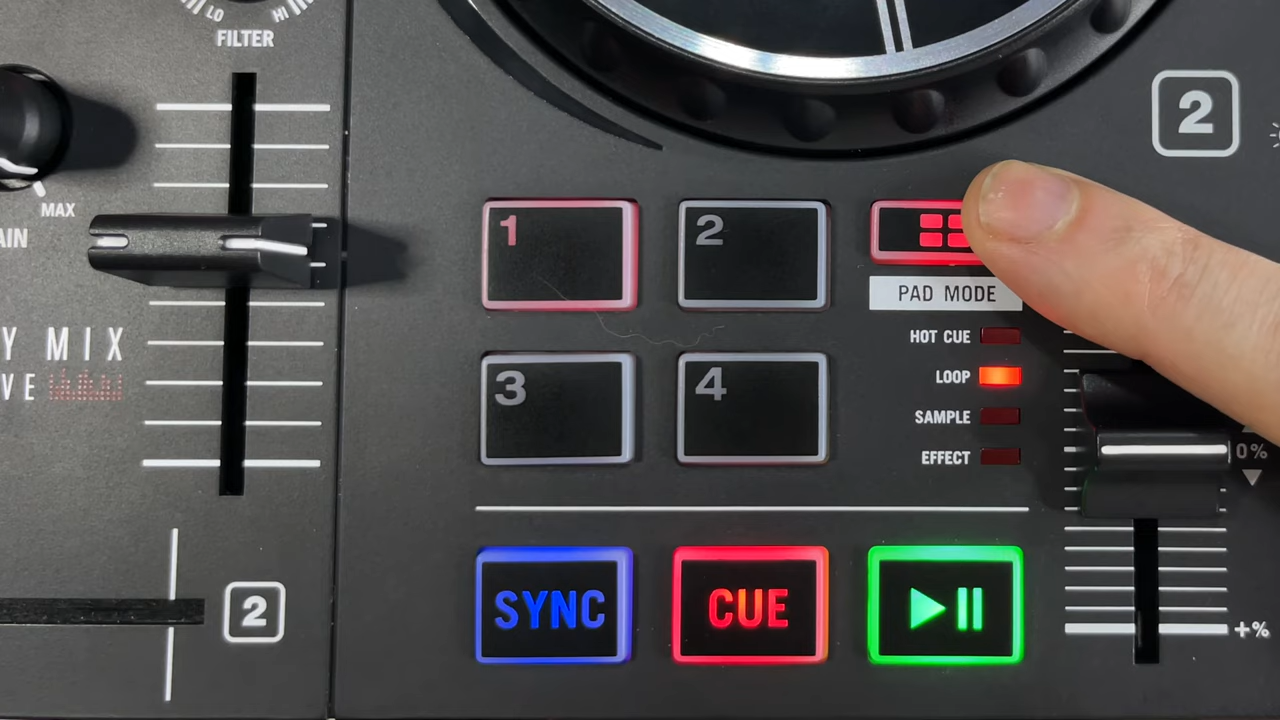 LO HI
FILTER
MAX
AIN
Y MIX
VE
2
1
2
PAD MODE
HOT CUE
LOOP
SAMPLE
EFFECT
3
4
0%
SYNC
CUE
2
+%